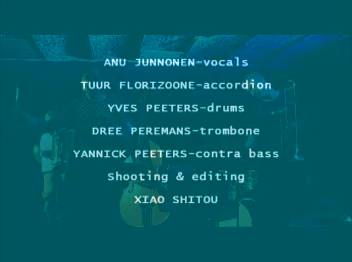 ANU JUNNONEN-vocals
TUUR FLORIZOONE-accordion
YVES PEETERS-drums
DREE PEREMANS-trombone
YANNICK PEETERS-contra bass
Shooting & editing
XIAO SHITOU